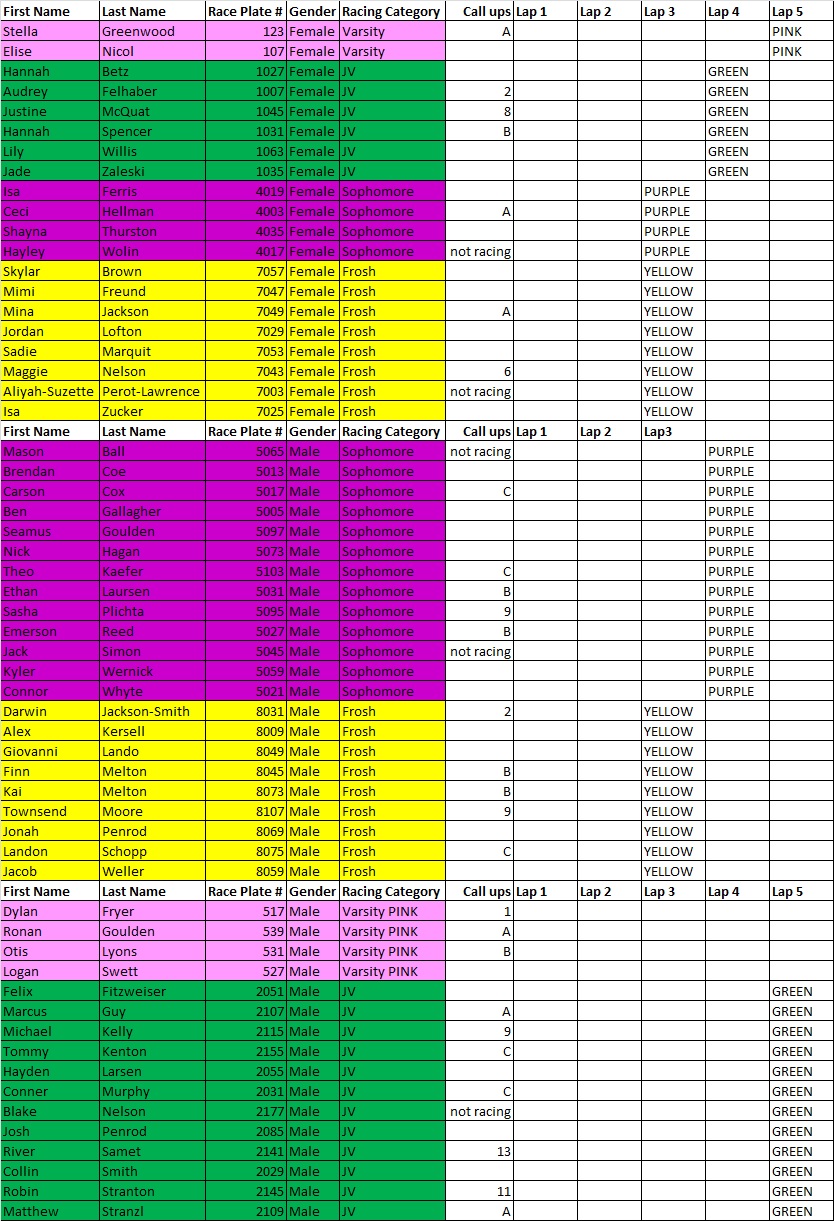 First Name Last Name Race Plate # Gender Racing Category Call ups Lap 1 Lap 2 Lap 3 Lap 4 Lap 5
Stella Greenwood 123 Female Varsity A PINK
Elise Nicol 107 Female Varsity PINK
Hannah Betz 1027 Female JV GREEN
Audrey Felhaber 1007 Female JV 2 GREEN
Justine McQuat 1045 Female JV 8 GREEN
Hannah Spencer 1031 Female JV B GREEN
Lily Willis 1063 Female JV GREEN
Jade Zaleski 1035 Female JV GREEN
Isa Ferris 4019 Female Sophomore PURPLE
Ceci Hellman 4003 Female Sophomore A PURPLE
Shayna Thurston 4035 Female Sophomore PURPLE
Hayley Wolin 4017 Female Sophomore not racing PURPLE
Skylar Brown 7057 Female Frosh YELLOW
Mimi Freund 7047 Female Frosh YELLOW
Mina Jackson 7049 Female Frosh A YELLOW
Jordan Lofton 7029 Female Frosh YELLOW
Sadie Marquit 7053 Female Frosh YELLOW
Maggie Nelson 7043 Female Frosh 6 YELLOW
Aliyah-Suzette Perot-Lawrence 7003 Female Frosh not racing YELLOW
Isa Zucker 7025 Female Frosh YELLOW
First Name Last Name Race Plate # Gender Racing Category Call ups Lap 1 Lap 2 Lap3
Mason Ball 5065 Male Sophomore not racing PURPLE
Brendan Coe 5013 Male Sophomore PURPLE
Carson Cox 5017 Male Sophomore C PURPLE
Ben Gallagher 5005 Male Sophomore PURPLE
Seamus Goulden 5097 Male Sophomore PURPLE
Nick Hagan 5073 Male Sophomore PURPLE
Theo Kaefer 5103 Male Sophomore C PURPLE
Ethan Laursen 5031 Male Sophomore B PURPLE
Sasha Plichta 5095 Male Sophomore 9 PURPLE
Emerson Reed 5027 Male Sophomore B PURPLE
Jack Simon 5045 Male Sophomore not racing PURPLE
Kyler Wernick 5059 Male Sophomore PURPLE
Connor Whyte 5021 Male Sophomore PURPLE
Darwin Jackson-Smith 8031 Male Frosh 2 YELLOW
Alex Kersell 8009 Male Frosh YELLOW
Giovanni Lando 8049 Male Frosh YELLOW
Finn Melton 8045 Male Frosh B YELLOW
Kai Melton 8073 Male Frosh B YELLOW
Townsend Moore 8107 Male Frosh 9 YELLOW
Jonah Penrod 8069 Male Frosh YELLOW
Landon Schopp 8075 Male Frosh C YELLOW
Jacob Weller 8059 Male Frosh YELLOW
First Name Last Name Race Plate # Gender Racing Category Call ups Lap 1 Lap 2 Lap 3 Lap 4 Lap 5
Dylan Fryer 517 Male Varsity PINK 1
Ronan Goulden 539 Male Varsity PINK A
Otis Lyons 531 Male Varsity PINK B
Logan Swett 527 Male Varsity PINK
Felix Fitzweiser 2051 Male JV GREEN
Marcus Guy 2107 Male JV A GREEN
Michael Kelly 2115 Male JV 9 GREEN
Tommy Kenton 2155 Male JV C GREEN
Hayden Larsen 2055 Male JV GREEN
Conner Murphy 2031 Male JV C GREEN
Blake Nelson 2177 Male JV not racing GREEN
Josh Penrod 2085 Male JV GREEN
River Samet 2141 Male JV 13 GREEN
Collin Smith 2029 Male JV GREEN
Robin Stranton 2145 Male JV 11 GREEN
Matthew Stranzl 2109 Male JV A GREEN